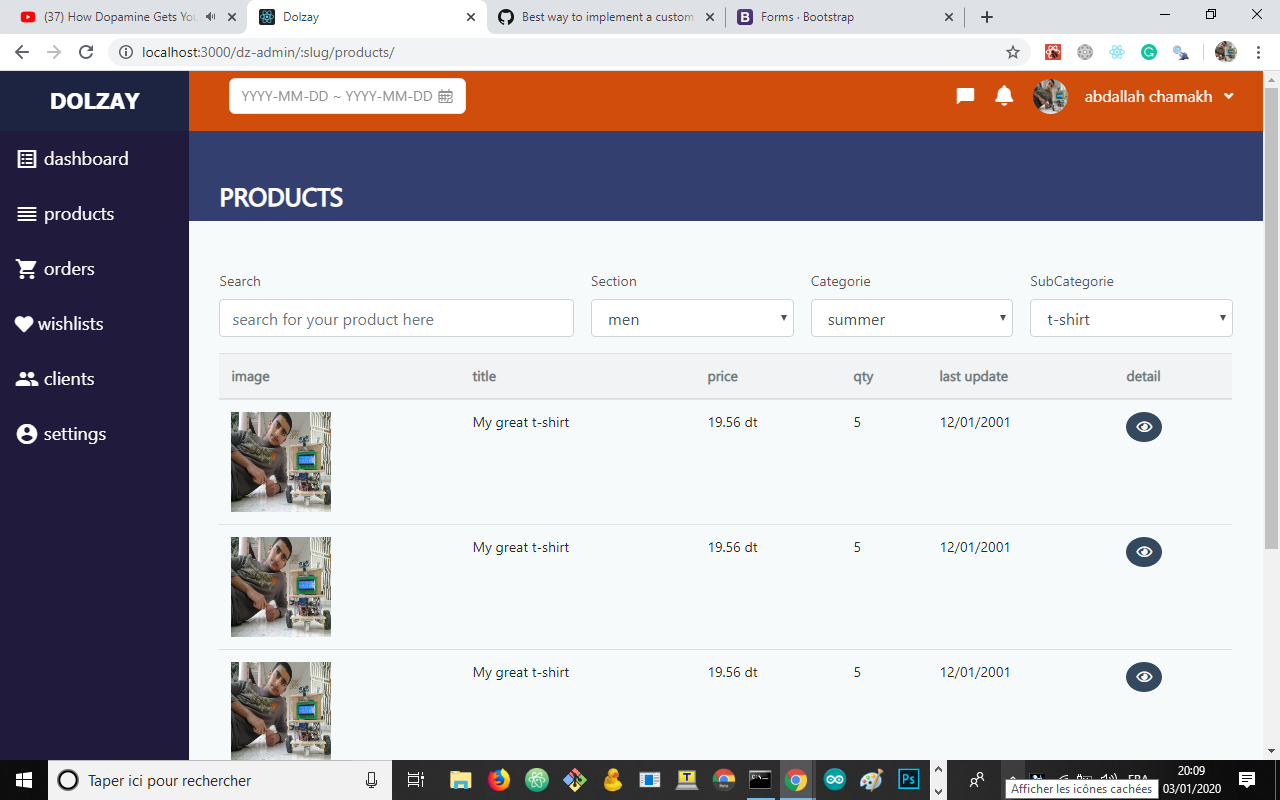 (37) How Dopamine Gets You
Dolzay
Best way to implement a custom
Forms · Bootstrap
localhost:3000/dz-admin/:slug/products/
DOLZAY
YYYY-MM-DD ~ YYYY-MM-DD
abdallah chamakh
dashboard
products
orders
wishlists
clients
settings
PRODUCTS
Search
Section
Categorie
SubCategorie
search for your product here
men
summer
t-shirt
image title price qty last update detail
My great t-shirt 19.56 dt 5 12/01/2001
My great t-shirt 19.56 dt 5 12/01/2001
My great t-shirt 19.56 dt 5 12/01/2001
Taper ici pour rechercher
T
Ps
20:09
03/01/2020
Afficher les icônes cachées